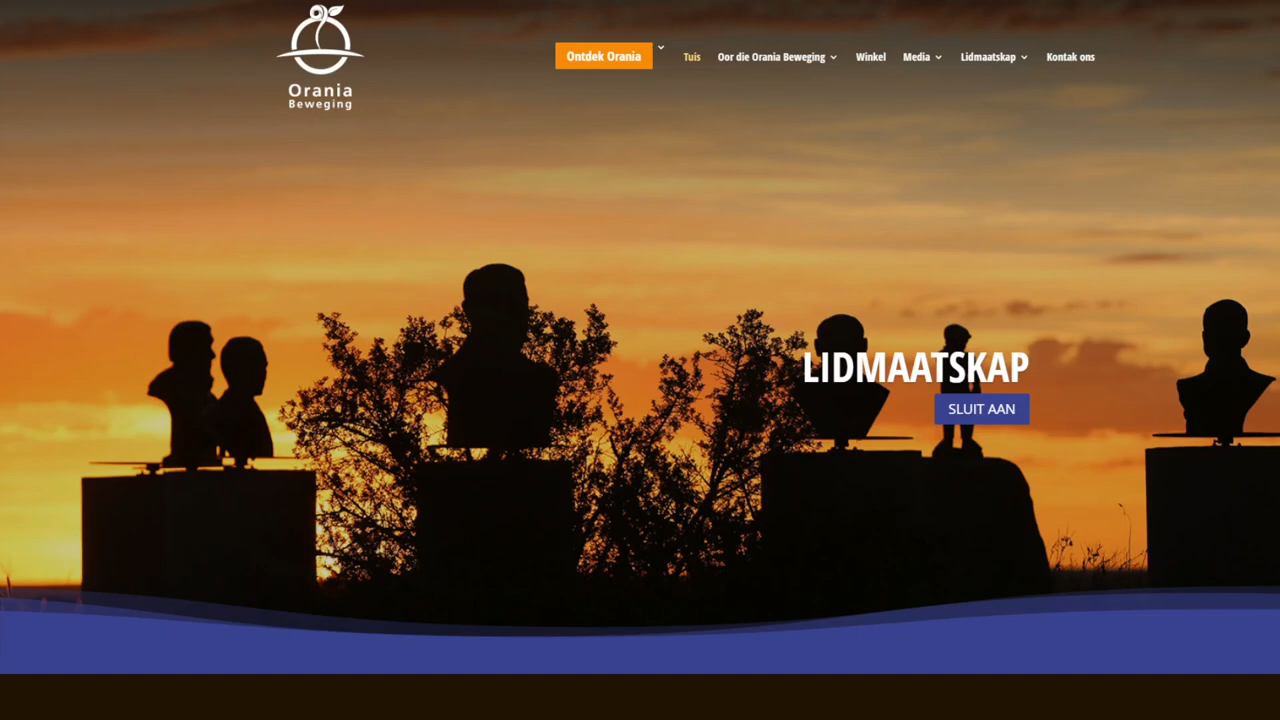 Orania
Beweging
Ontdek Orania
Tuis
Oor die Orania Beweging
Winkel
Media
Lidmaatskap
Kontak ons
LIDMAATSKAP
SLUIT AAN